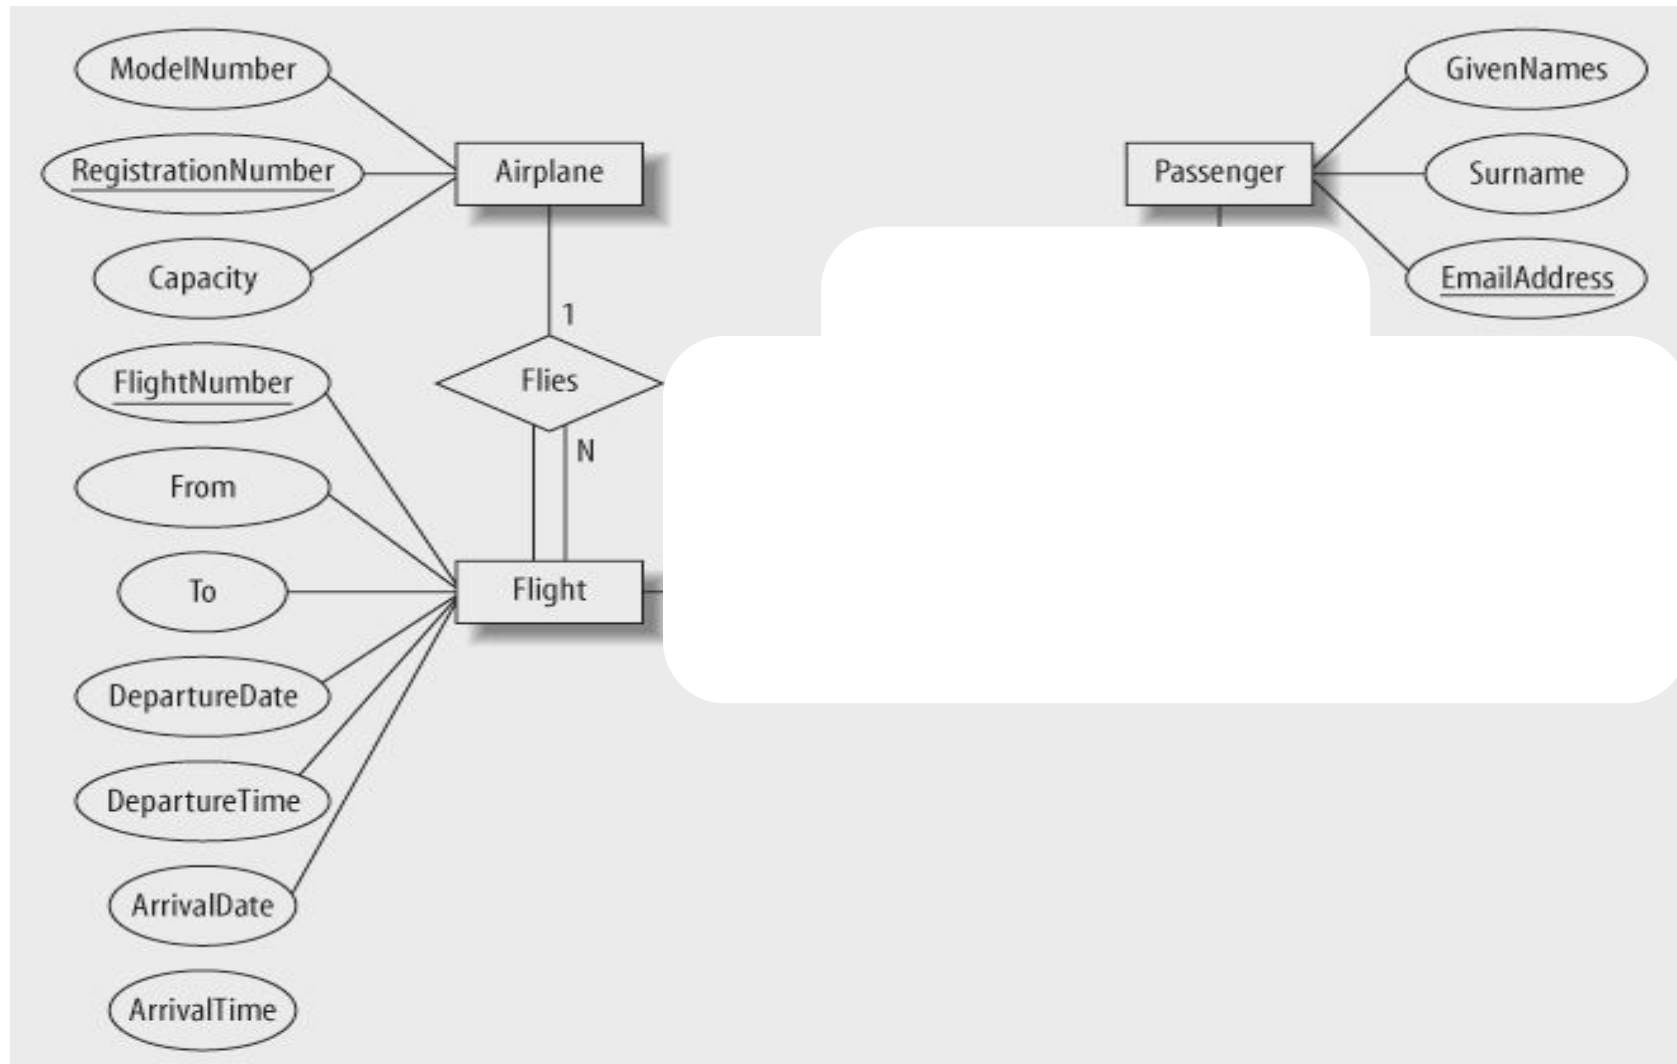 ModelNumber
GivenNames
RegistrationNumber
Airplane
Passenger
Surname
Capacity
EmailAddress
1
FlightNumber
Flies
N
From
To
Flight
DepartureDate
DepartureTime
ArrivalDate
ArrivalTime